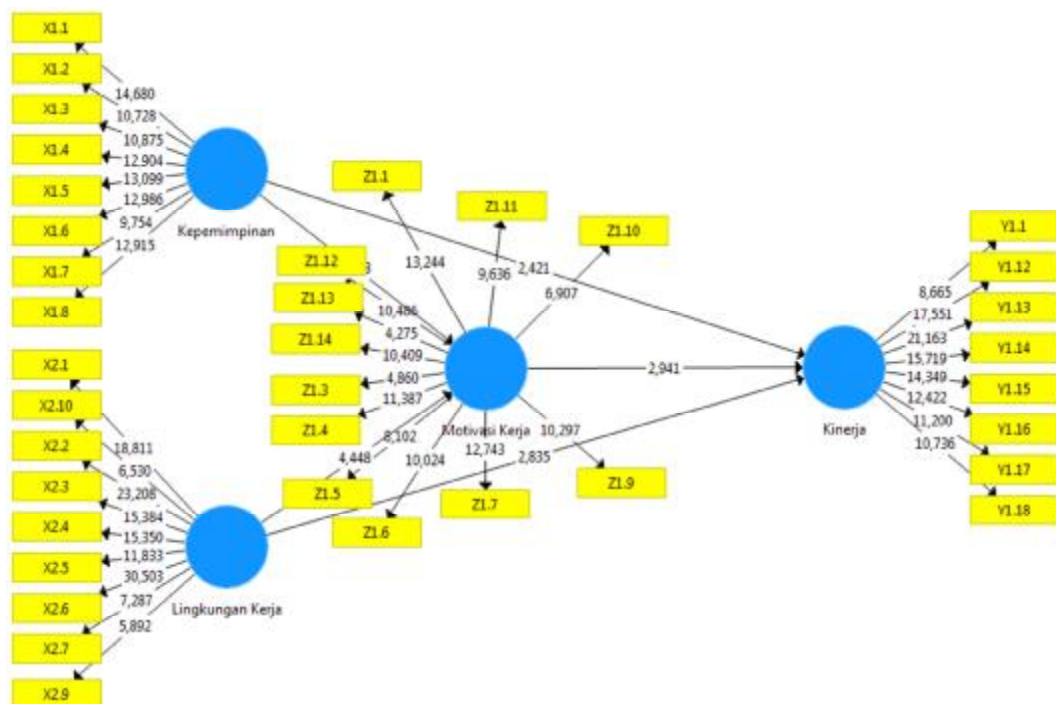 X1.1
X1.2
X1.3
X1.4
X1.5
X1.6
X1.7
X1.8
14,680
10,728
10,875
12,904
13,099
12,986
9,754
12,915
Kepemimpinan
X2.1
X2.10
X2.2
X2.3
X2.4
X2.5
X2.6
X2.7
X2.9
18,811
6,530
23,208
15,384
15,350
11,833
30,503
7,287
5,892
Lingkungan Kerja
Z1.1
Z1.11
Z1.10
Z1.12
Z1.13
Z1.14
Z1.3
Z1.4
Z1.5
Z1.6
Z1.7
Z1.9
13,244
9,636
6,907
10,486
4,275
10,409
4,860
11,387
8,102
10,024
12,743
10,297
Motivasi Kerja
4,448
2,421
2,941
2,835
Kinerja
8,665
17,551
21,163
15,719
14,349
12,422
11,200
10,736
Y1.1
Y1.12
Y1.13
Y1.14
Y1.15
Y1.16
Y1.17
Y1.18